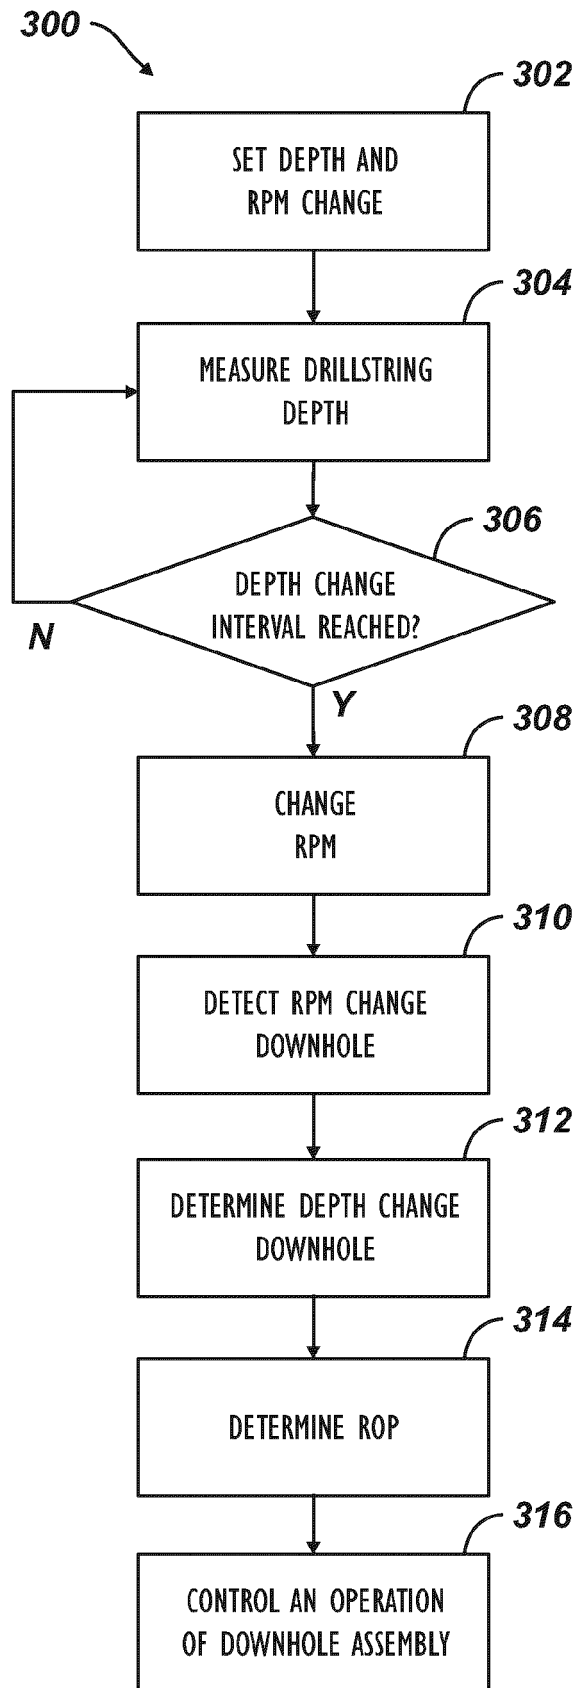 300
302
SET DEPTH AND
RPM CHANGE
304
MEASURE DRILLSTRING
DEPTH
306
DEPTH CHANGE
INTERVAL REACHED?
N
Y
308
CHANGE
RPM
310
DETECT RPM CHANGE
DOWNHOLE
312
DETERMINE DEPTH CHANGE
DOWNHOLE
314
DETERMINE ROP
316
CONTROL AN OPERATION
OF DOWNHOLE ASSEMBLY